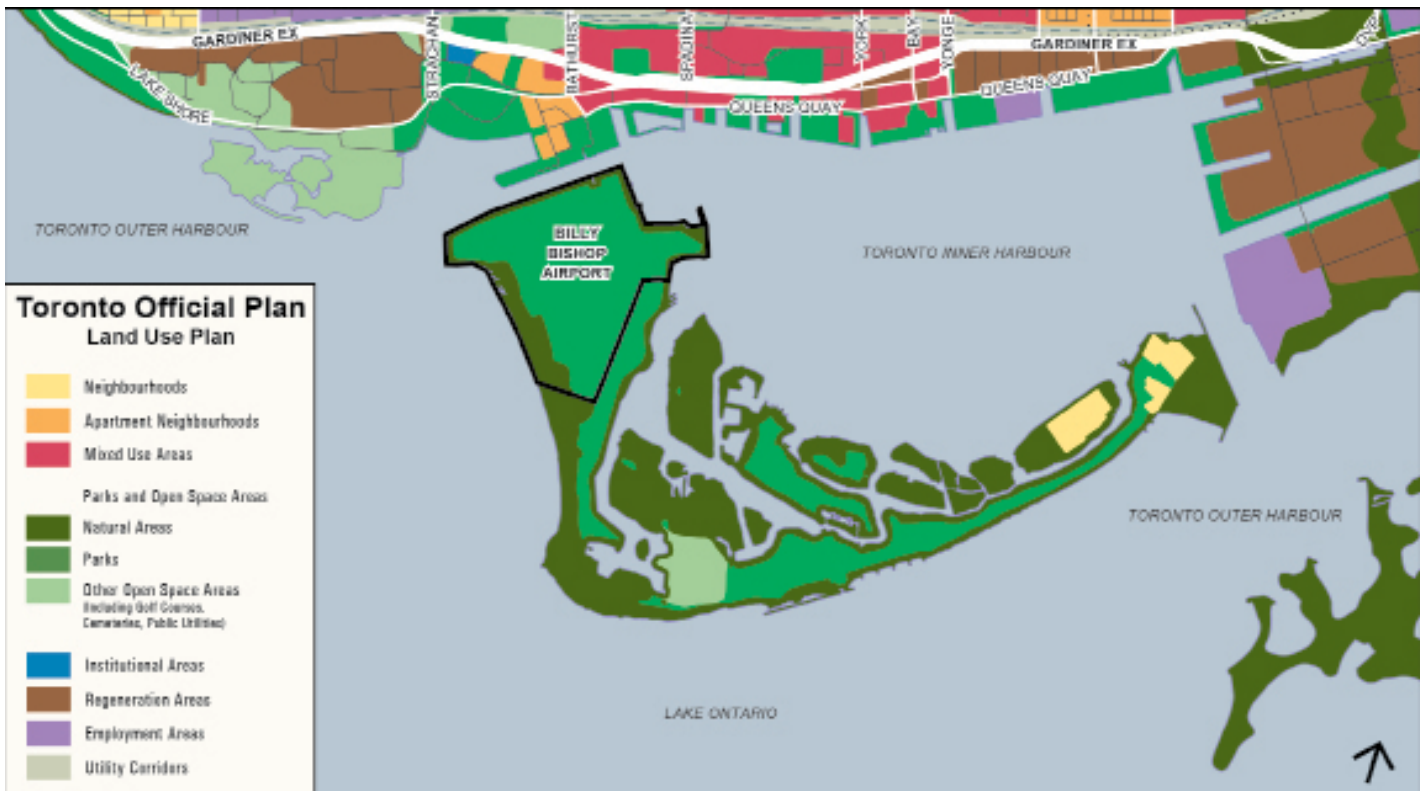 GARDINER EX
LAKE SHORE
STRACHAN
BATHURST
SPADINA
YORK
BAY
YONGE
GARDINER EX
DVP
QUEENS QUAY
QUEENS QUAY
TORONTO OUTER HARBOUR
BILLY
BISHOP
AIRPORT
TORONTO INNER HARBOUR
TORONTO OUTER HARBOUR
LAKE ONTARIO
Toronto Official Plan
Land Use Plan
Neighbourhoods
Apartment Neighbourhoods
Mixed Use Areas
Parks and Open Space Areas
Natural Areas
Parks
Other Open Space Areas
(Including Golf Courses,
Cemeteries, Public Utilities)
Institutional Areas
Regeneration Areas
Employment Areas
Utility Corridors